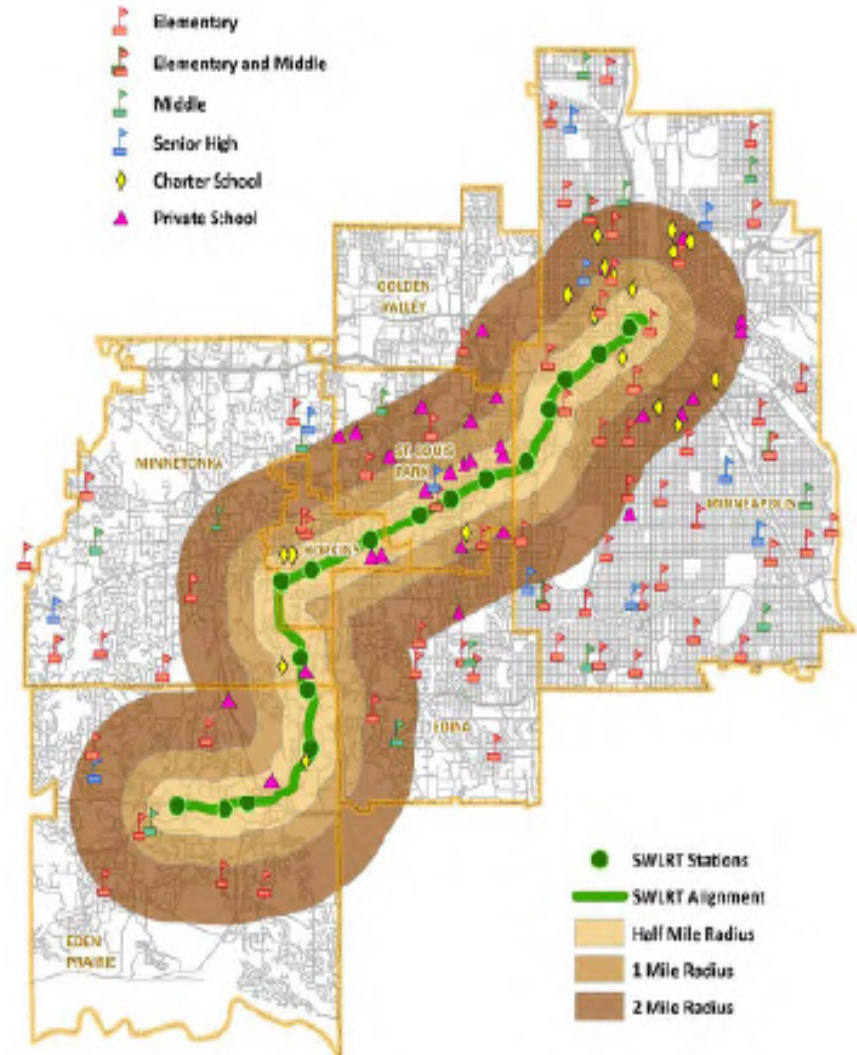 Elementary
Elementary and Middle
Middle
Senior High
Charter School
Private School
GOLDEN
VALLEY
MINNETONKA
ST. LOUIS
PARK
MINNEAPOLIS
HOPKINS
EDINA
EDEN
PRAIRIE
SWLRT Stations
SWLRT Alignment
Half Mile Radius
1 Mile Radius
2 Mile Radius